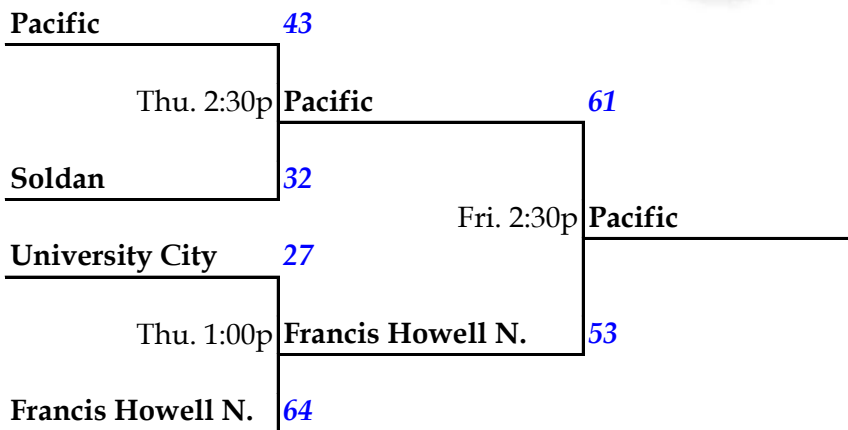 Pacific 43
Thu. 2:30p Pacific 61
Soldan 32
Fri. 2:30p Pacific
University City 27
Thu. 1:00p Francis Howell N. 53
Francis Howell N. 64